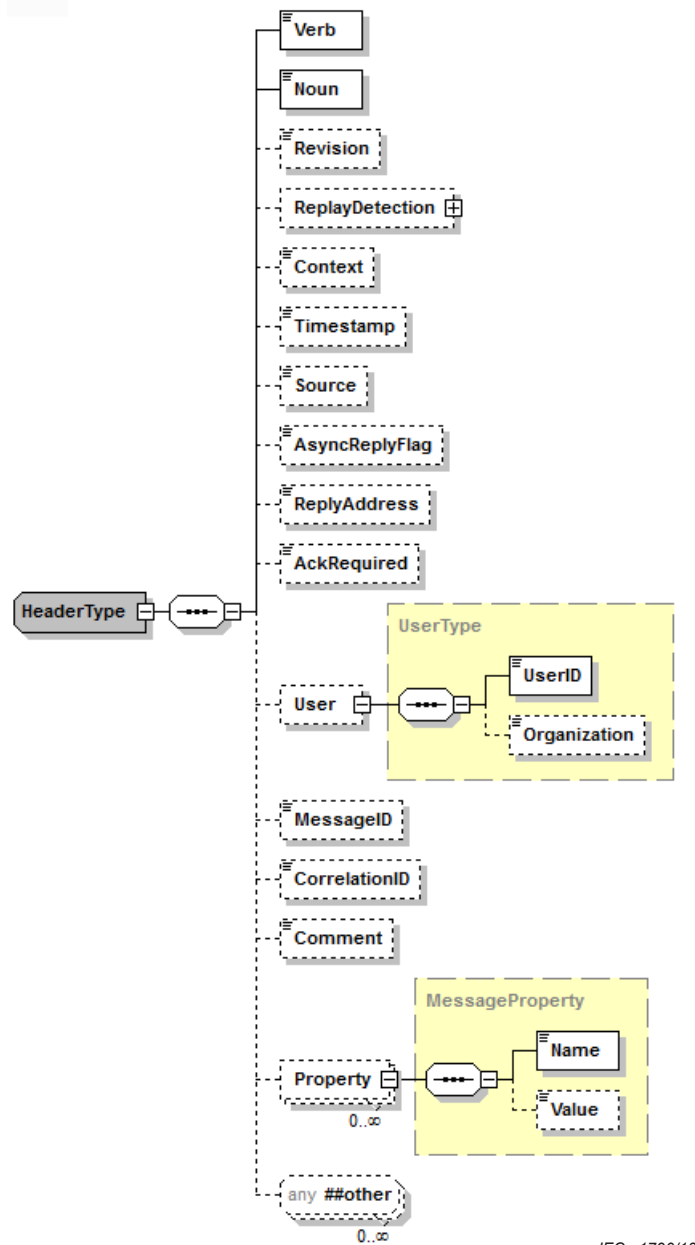 Verb
Noun
Revision
ReplayDetection
Context
Timestamp
Source
AsyncReplyFlag
ReplyAddress
AckRequired
HeaderType
UserType
UserID
User
Organization
MessageID
CorrelationID
Comment
MessageProperty
Name
Property
0..∞
Value
any ##other
0..∞